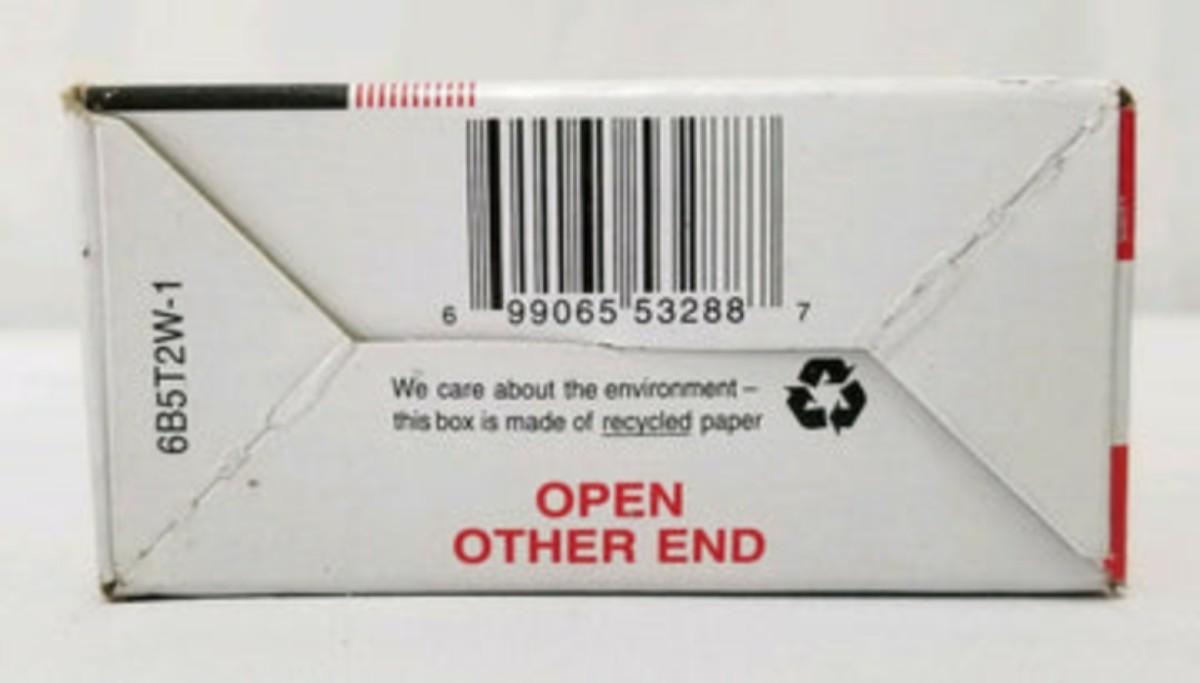 6 99065 53288 7
6B5T2W-1
We care about the environment –
this box is made of recycled paper
OPEN
OTHER END